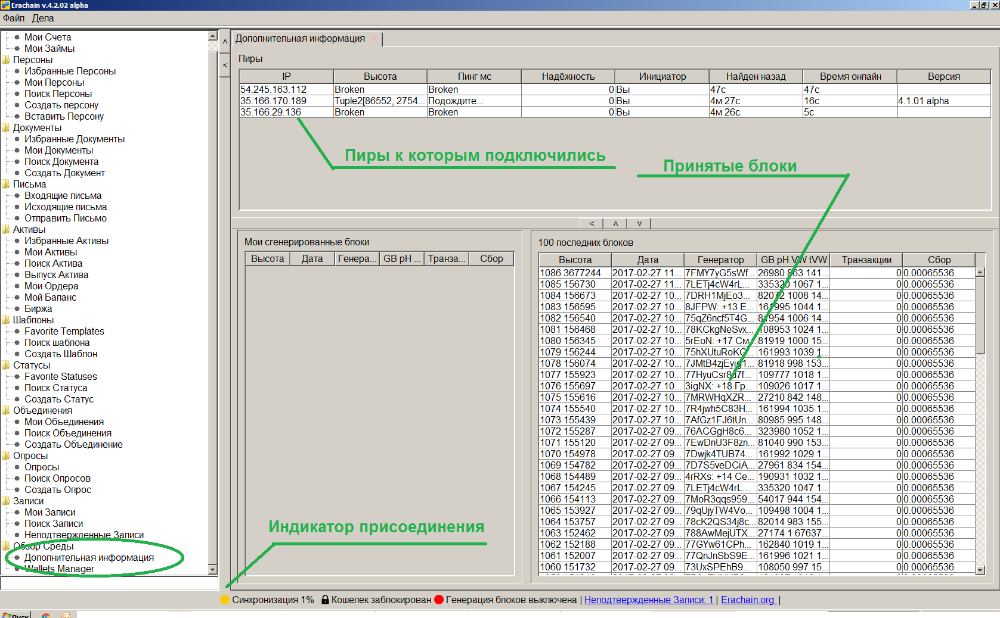 Erachain v.4.2.02 alpha
Файл Дела
Мои Счета
Мои Займы
Персоны
Избранные Персоны
Мои Персоны
Поиск Персоны
Создать персону
Вставить Персону
Документы
Избранные Документы
Мои Документы
Поиск Документа
Создать Документ
Письма
Входящие письма
Исходящие письма
Отправить Письмо
Активы
Избранные Активы
Мои Активы
Поиск Актива
Выпуск Актива
Мои Ордера
Мой Баланс
Биржа
Шаблоны
Favorite Templates
Поиск шаблона
Создать Шаблон
Статусы
Favorite Statuses
Поиск Статуса
Создать Статус
Объединения
Мои Объединения
Поиск Объединения
Создать Объединение
Опросы
Опросы
Поиск Опросов
Создать Опрос
Записи
Мои Записи
Поиск Записи
Неподтвержденные Записи
Обзор Среды
Дополнительная информация
Wallets Manager
Дополнительная информация
Пиры
IP Высота Пинг мс Надёжность Инициатор Найден назад Время онлайн Версия
54.245.163.112 Broken Broken 0 Вы 47с 47с
35.166.170.189 Tuple2[86552, 2754... Подождите... 0 Вы 4м 27с 16с 4.1.01 alpha
35.166.29.136 Broken Broken 0 Вы 4м 26с 5с
Пиры к которым подключились
Принятые блоки
Мои сгенерированные блоки
Высота Дата Генера... GB pH ... Транза... Сбор
Индикатор присоединения
100 последних блоков
Высота Дата Генератор GB pH VW tVW Транзакции Сбор
1086 3677244 2017-02-27 11... 7FMY7yG5sWf... 26980 863 141... 0 0.00065536
1085 156730 2017-02-27 11... 7LETj4cW4rL... 335320 1067 1... 0 0.00065536
1084 156673 2017-02-27 10... 7DRH1MjEo3... 82072 1008 14... 0 0.00065536
1083 156595 2017-02-27 10... 8JFPW: +13 E... 161995 1044 1... 0 0.00065536
1082 156540 2017-02-27 10... 75qZ6ncf5T4G... 81954 1006 14... 0 0.00065536
1081 156468 2017-02-27 10... 78KCkgNeSvx... 108953 1024 1... 0 0.00065536
1080 156345 2017-02-27 10... 5rEoN: +17 См... 81919 1000 15... 0 0.00065536
1079 156244 2017-02-27 10... 75hXUtuRoKG... 161993 1039 1... 0 0.00065536
1078 156074 2017-02-27 10... 7JMtB4zjEyig1... 81918 998 153... 0 0.00065536
1077 155923 2017-02-27 10... 77HyuCsr8d7f... 109777 1018 1... 0 0.00065536
1076 155697 2017-02-27 10... 3igNX: +18 Гр... 109026 1017 1... 0 0.00065536
1075 155616 2017-02-27 10... 7MRWHqXZR... 27210 842 148... 0 0.00065536
1074 155540 2017-02-27 10... 7R4jwh5C83H... 161994 1035 1... 0 0.00065536
1073 155439 2017-02-27 10... 7AfGz1FJ6tUn... 80985 995 148... 0 0.00065536
1072 155287 2017-02-27 09... 76ACGgH8c6... 323980 1052 1... 0 0.00065536
1071 155120 2017-02-27 09... 7EwDnU3F8zn... 81040 990 153... 0 0.00065536
1070 154978 2017-02-27 09... 7Dwjk4TUB74... 161992 1029 1... 0 0.00065536
1069 154782 2017-02-27 09... 7D7S5veDCiA... 27961 834 154... 0 0.00065536
1068 154489 2017-02-27 09... 4rRXs: +14 Се... 190931 1032 1... 0 0.00065536
1067 154245 2017-02-27 09... 7LETj4cW4rL... 335320 1047 1... 0 0.00065536
1066 154113 2017-02-27 09... 7MoR3qqs959... 54017 944 154... 0 0.00065536
1065 153927 2017-02-27 09... 79qUjyTW4Vo... 109498 1004 1... 0 0.00065536
1064 153757 2017-02-27 09... 78cK2QS34j8c... 82014 983 155... 0 0.00065536
1063 152462 2017-02-27 09... 788AwMejUTX... 27174 1 67637... 0 0.00065536
1062 152188 2017-02-27 09... 77GYw61CPh... 162840 1019 1... 0 0.00065536
1061 152007 2017-02-27 09... 77QnJnSbS9E... 161996 1021 1... 0 0.00065536
1060 151732 2017-02-27 09... 73UxSPEhB9... 108050 997 15... 0 0.00065536
Синхронизация 1% Кошелек заблокирован Генерация блоков выключена | Неподтвержденные Записи: 1 | Erachain.org |
Пуск